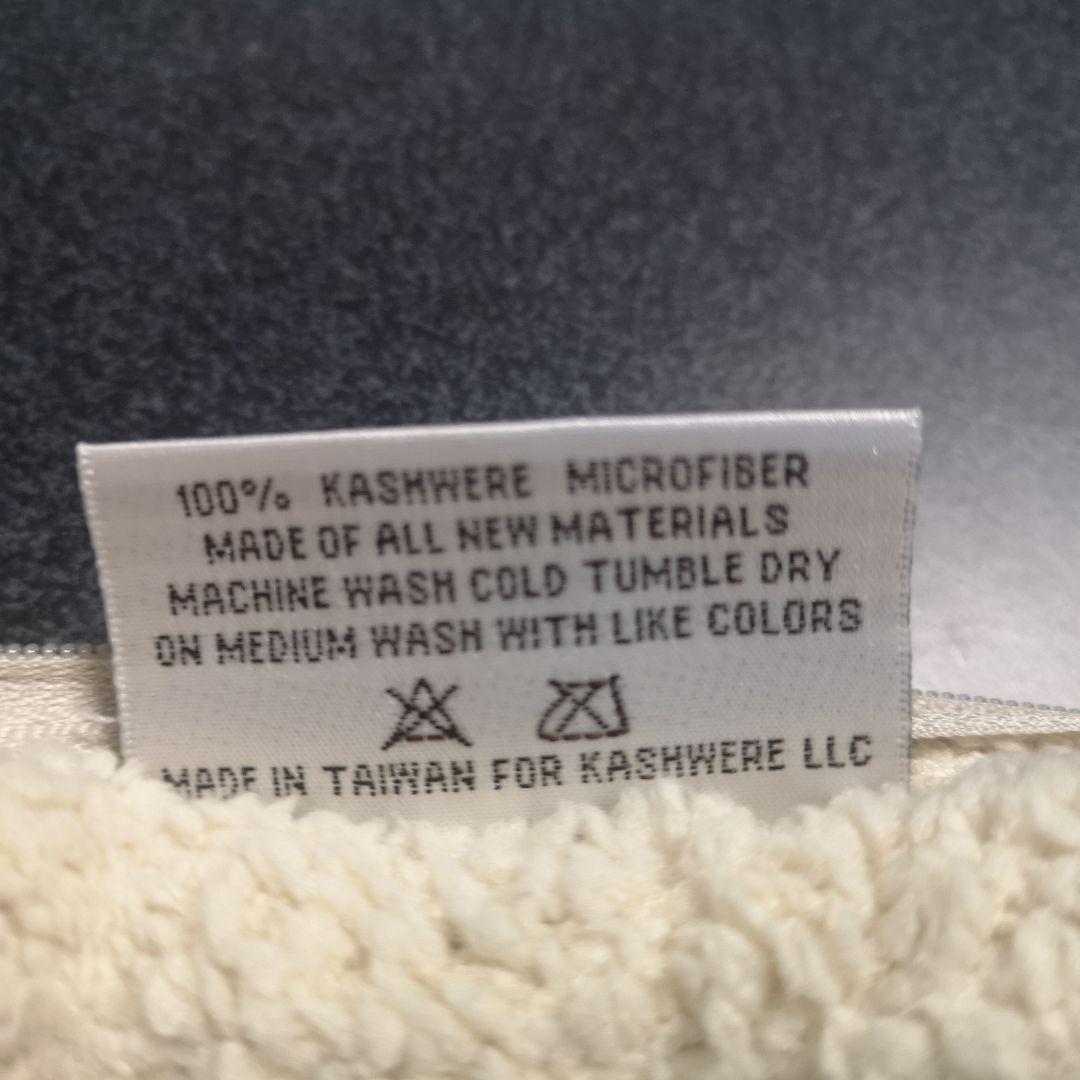 100% KASHWERE MICROFIBER
MADE OF ALL NEW MATERIALS
MACHINE WASH COLD TUMBLE DRY
ON MEDIUM WASH WITH LIKE COLORS
MADE IN TAIWAN FOR KASHWERE LLC